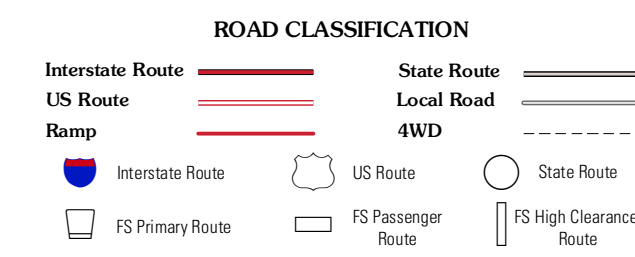 ROAD CLASSIFICATION
Interstate Route
State Route
US Route
Local Road
Ramp
4WD
Interstate Route
US Route
State Route
FS Primary Route
FS Passenger
Route
FS High Clearance
Route